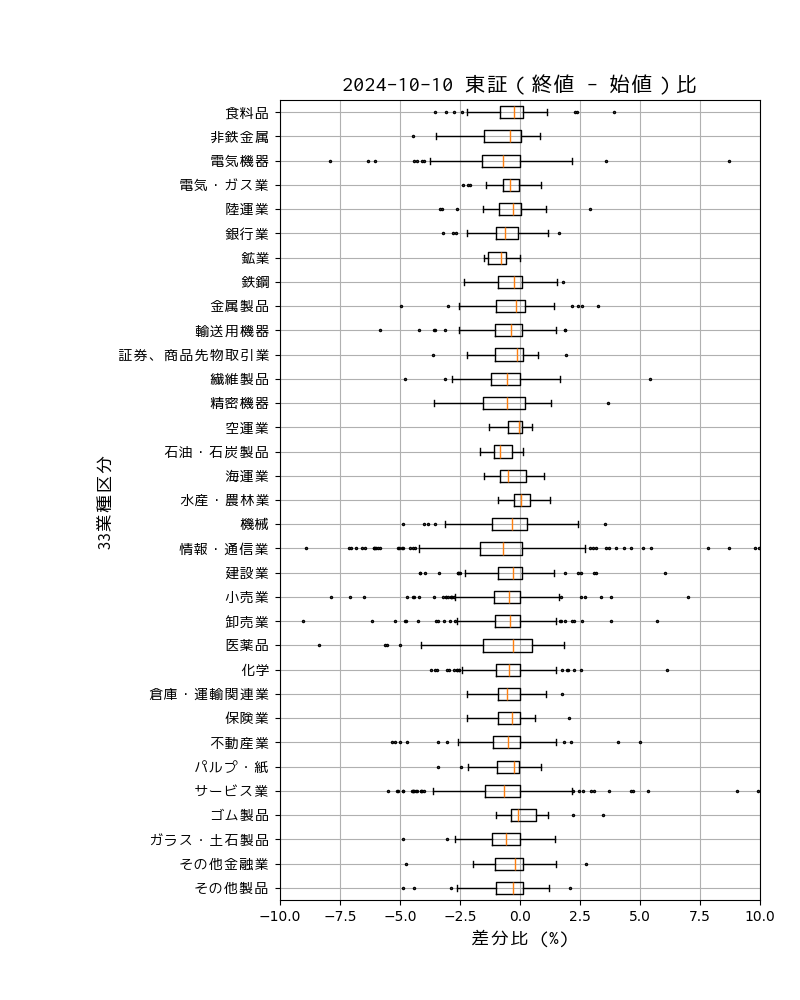 2024-10-10 東証 ( 終値 - 始値 ) 比
食料品
非鉄金属
電気機器
電気・ガス業
陸運業
銀行業
鉱業
鉄鋼
金属製品
輸送用機器
証券、商品先物取引業
繊維製品
精密機器
空運業
石油・石炭製品
海運業
水産・農林業
機械
情報・通信業
建設業
小売業
卸売業
医薬品
化学
倉庫・運輸関連業
保険業
不動産業
パルプ・紙
サービス業
ゴム製品
ガラス・土石製品
その他金融業
その他製品
33業種区分
−10.0 −7.5 −5.0 −2.5 0.0 2.5 5.0 7.5 10.0
差分比 (%)